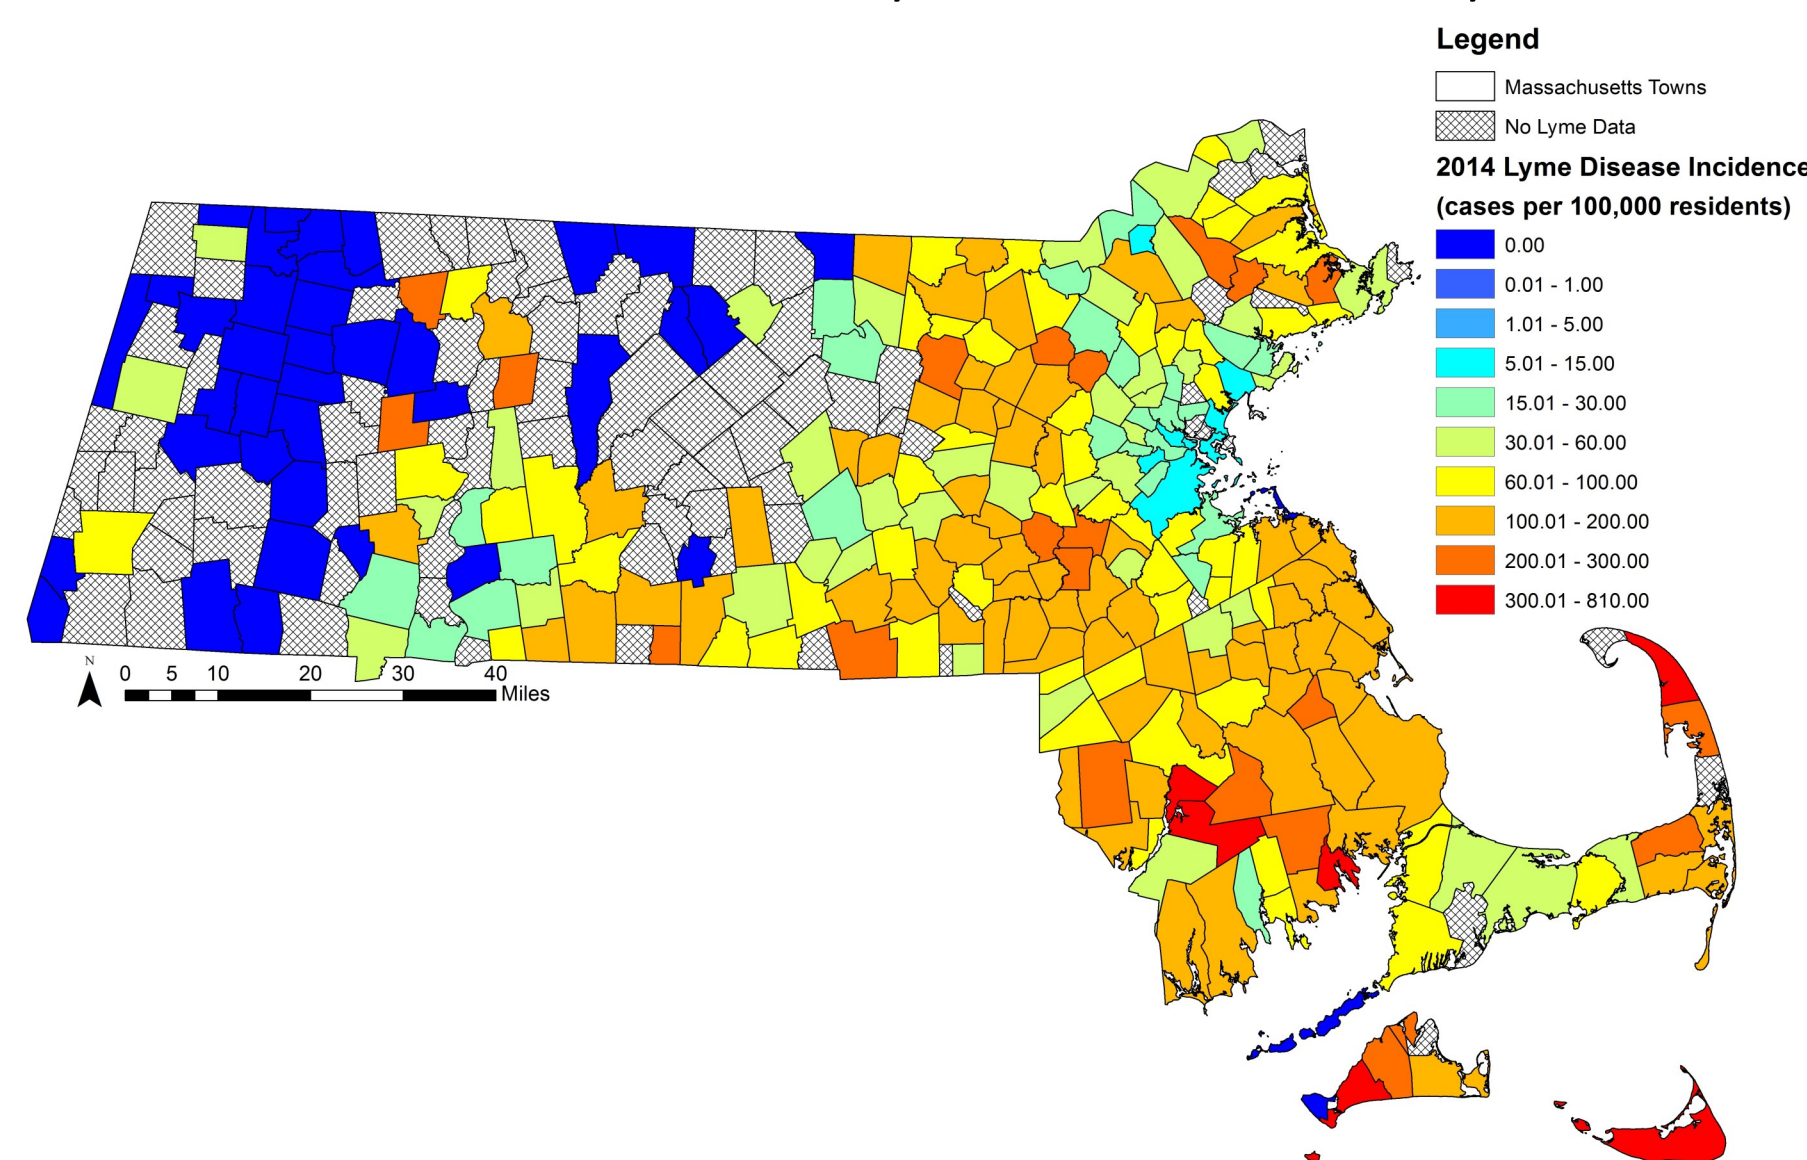 Legend
Massachusetts Towns
No Lyme Data
2014 Lyme Disease Incidence
(cases per 100,000 residents)
0.00
0.01 - 1.00
1.01 - 5.00
5.01 - 15.00
15.01 - 30.00
30.01 - 60.00
60.01 - 100.00
100.01 - 200.00
200.01 - 300.00
300.01 - 810.00
N
0 5 10 20 30 40
Miles